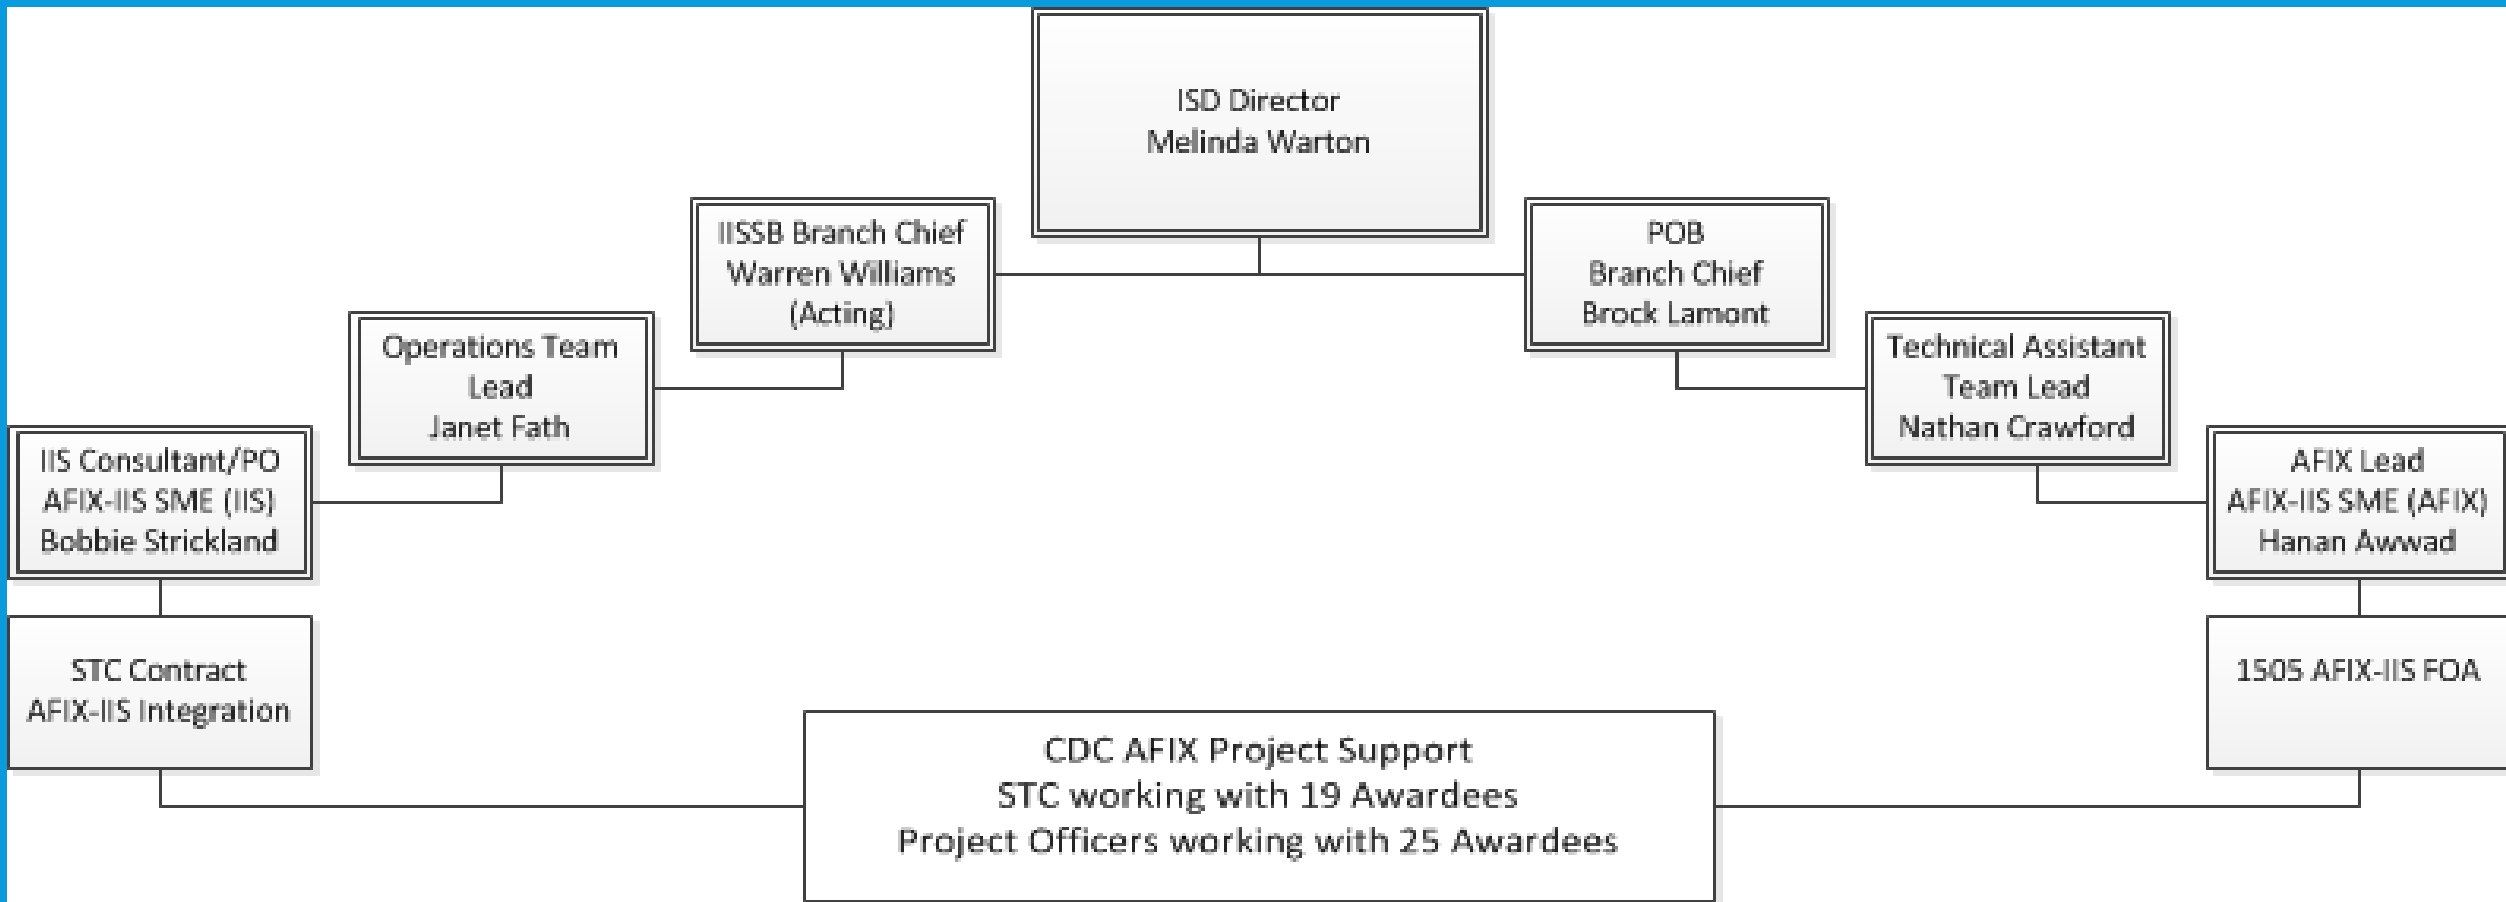 ISD Director
Melinda Warton
IISSB Branch Chief
Warren Williams
(Acting)
POB
Branch Chief
Brock Lamont
Operations Team
Lead
Janet Fath
Technical Assistant
Team Lead
Nathan Crawford
IIS Consultant/PO
AFIX-IIS SME (IIS)
Bobbie Strickland
AFIX Lead
AFIX-IIS SME (AFIX)
Hanan Awwad
STC Contract
AFIX-IIS Integration
1505 AFIX-IIS FOA
CDC AFIX Project Support
STC working with 19 Awardees
Project Officers working with 25 Awardees